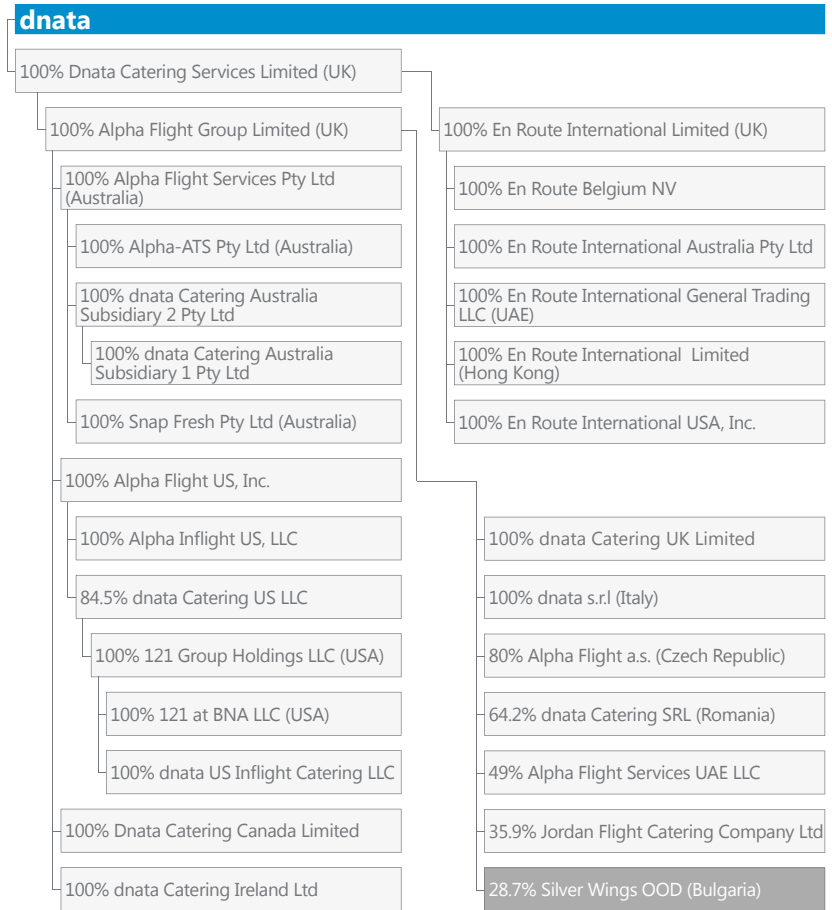 dnata
100% Dnata Catering Services Limited (UK)
100% Alpha Flight Group Limited (UK)
100% Alpha Flight Services Pty Ltd
(Australia)
100% Alpha-ATS Pty Ltd (Australia)
100% dnata Catering Australia
Subsidiary 2 Pty Ltd
100% dnata Catering Australia
Subsidiary 1 Pty Ltd
100% Snap Fresh Pty Ltd (Australia)
100% Alpha Flight US, Inc.
100% Alpha Inflight US, LLC
84.5% dnata Catering US LLC
100% 121 Group Holdings LLC (USA)
100% 121 at BNA LLC (USA)
100% dnata US Inflight Catering LLC
100% Dnata Catering Canada Limited
100% dnata Catering Ireland Ltd
100% En Route International Limited (UK)
100% En Route Belgium NV
100% En Route International Australia Pty Ltd
100% En Route International General Trading
LLC (UAE)
100% En Route International Limited
(Hong Kong)
100% En Route International USA, Inc.
100% dnata Catering UK Limited
100% dnata s.r.l (Italy)
80% Alpha Flight a.s. (Czech Republic)
64.2% dnata Catering SRL (Romania)
49% Alpha Flight Services UAE LLC
35.9% Jordan Flight Catering Company Ltd
28.7% Silver Wings OOD (Bulgaria)